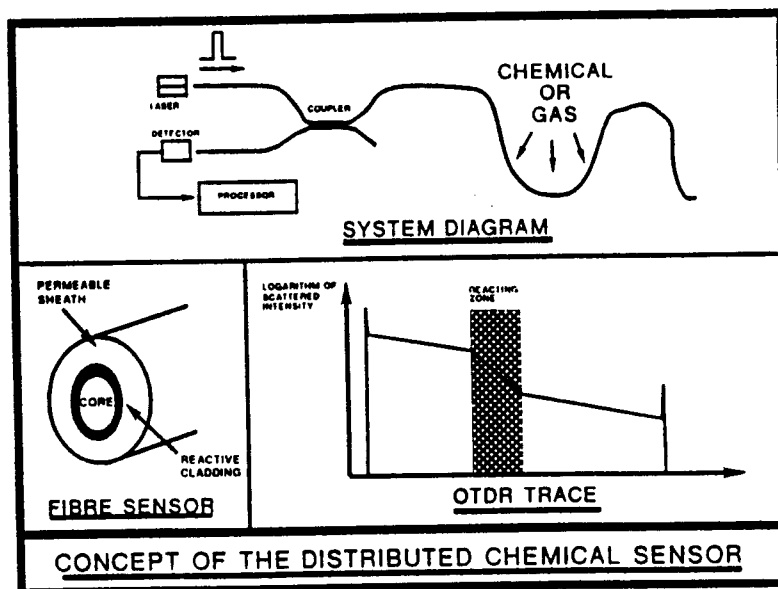 LASER
COUPLER
DETECTOR
PROCESSOR
CHEMICAL
OR
GAS
SYSTEM DIAGRAM
PERMEABLE
SHEATH
CORE
REACTIVE
CLADDING
FIBRE SENSOR
LOGARITHM OF
SCATTERED
INTENSITY
REACTING
ZONE
OTDR TRACE
CONCEPT OF THE DISTRIBUTED CHEMICAL SENSOR